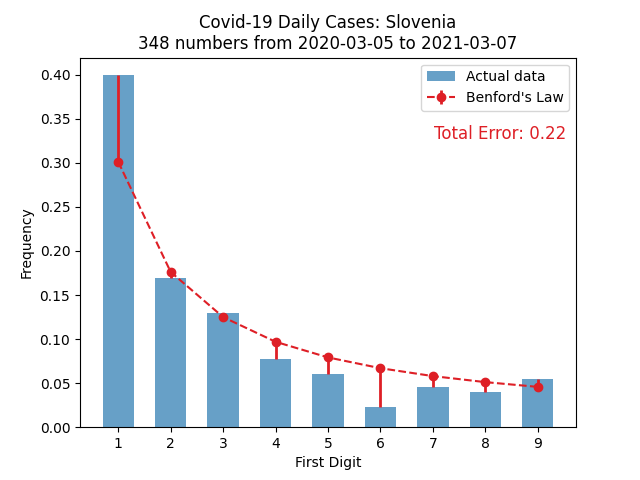 Covid-19 Daily Cases: Slovenia
348 numbers from 2020-03-05 to 2021-03-07
Actual data
Benford's Law
Total Error: 0.22
Frequency
0.40
0.35
0.30
0.25
0.20
0.15
0.10
0.05
0.00
1 2 3 4 5 6 7 8 9
First Digit